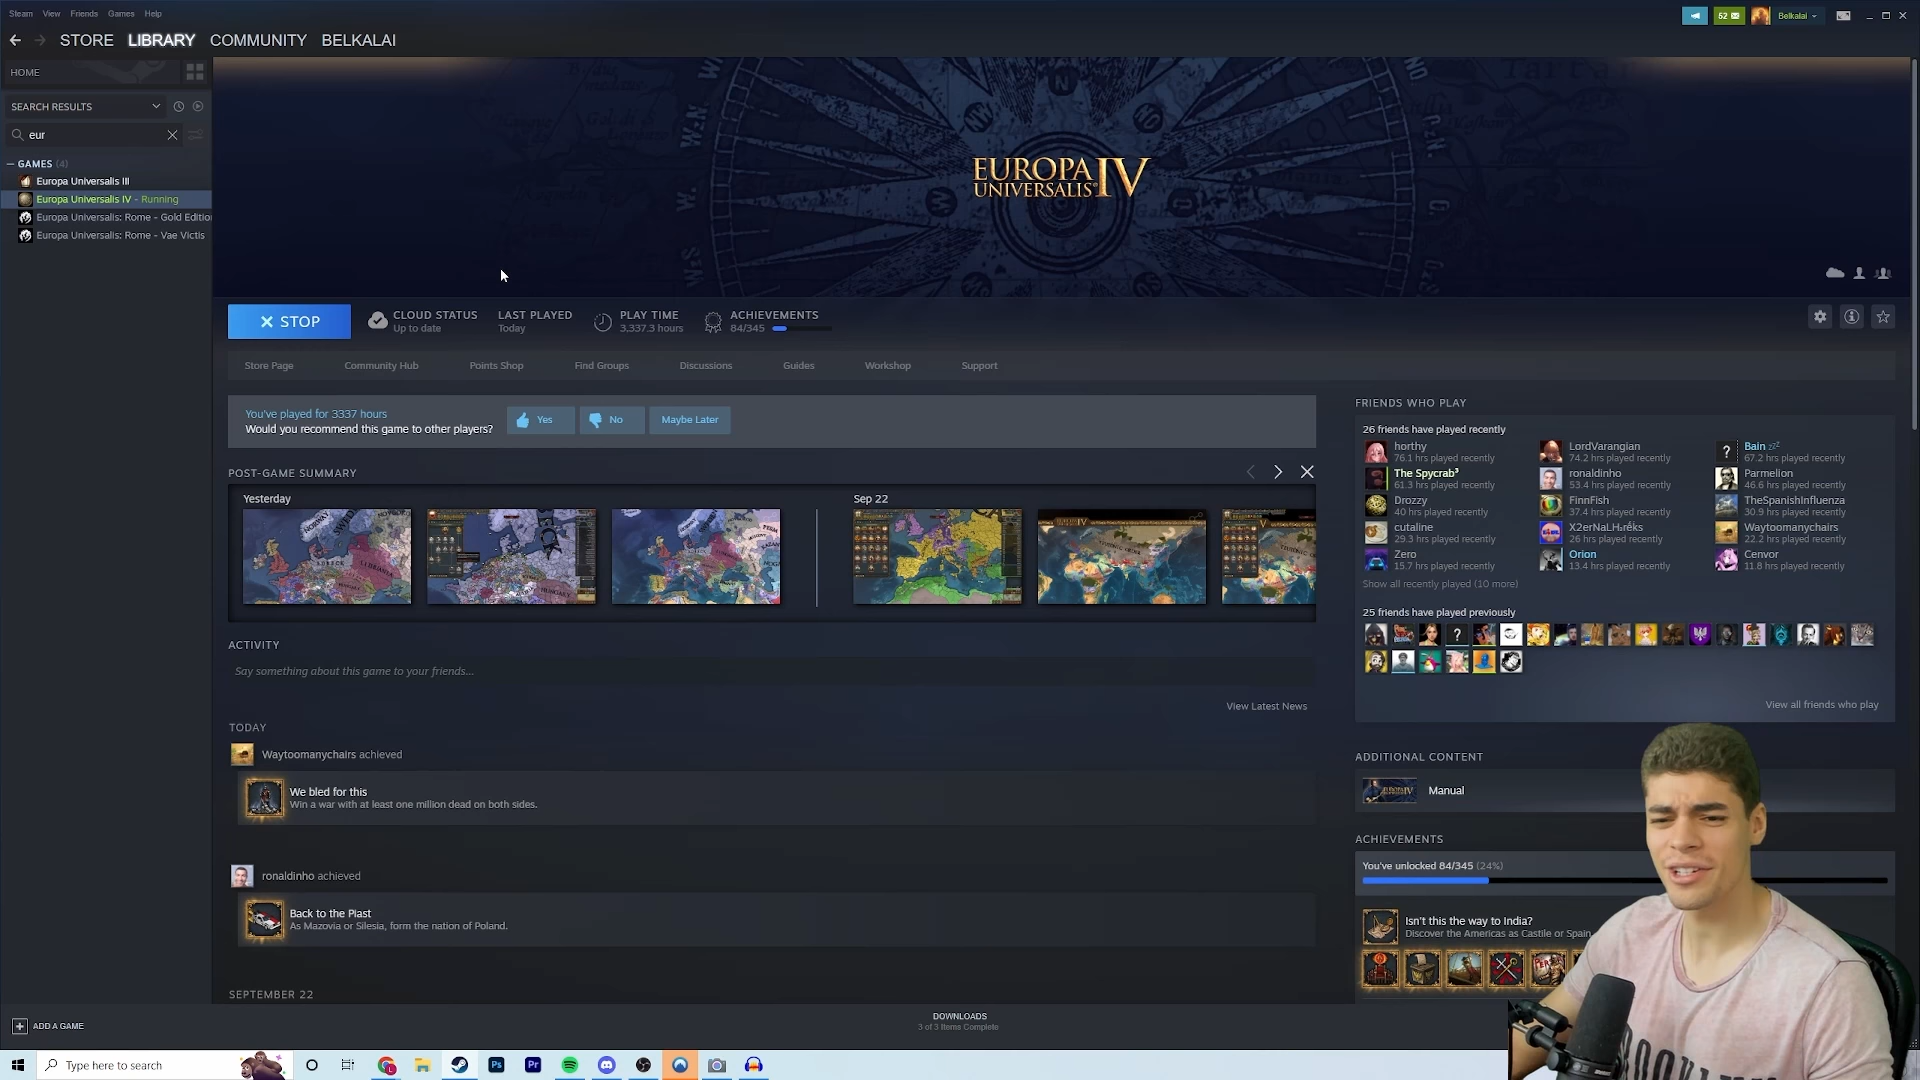 Steam View Friends Games Help
52
Belkalai
STORE LIBRARY COMMUNITY BELKALAI
HOME
SEARCH RESULTS
eur
GAMES (4)
Europa Universalis III
Europa Universalis IV - Running
Europa Universalis: Rome - Gold Editio
Europa Universalis: Rome - Vae Victis
EUROPA
UNIVERSALIS IV
STOP
CLOUD STATUS
Up to date
LAST PLAYED
Today
PLAY TIME
3,337.3 hours
ACHIEVEMENTS
84/345
Store Page Community Hub Points Shop Find Groups Discussions Guides Workshop Support
You've played for 3337 hours
Would you recommend this game to other players?
Yes No Maybe Later
POST-GAME SUMMARY
Yesterday
Sep 22
ACTIVITY
Say something about this game to your friends...
View Latest News
TODAY
Waytoomanychairs achieved
We bled for this
Win a war with at least one million dead on both sides.
ronaldinho achieved
Back to the Piast
As Mazovia or Silesia, form the nation of Poland.
SEPTEMBER 22
FRIENDS WHO PLAY
26 friends have played recently
horthy
76.1 hrs played recently
LordVarangian
74.2 hrs played recently
Bain zzz
67.2 hrs played recently
The Spycrab³
61.3 hrs played recently
ronaldinho
53.4 hrs played recently
Parmelion
46.6 hrs played recently
Drozzy
40 hrs played recently
FinnFish
37.4 hrs played recently
TheSpanishInfluenza
30.9 hrs played recently
cutaline
29.3 hrs played recently
26 hrs played recently
Waytoomanychairs
22.2 hrs played recently
Zero
15.7 hrs played recently
Orion
13.4 hrs played recently
Cenvor
11.8 hrs played recently
Show all recently played (10 more)
25 friends have played previously
View all friends who play
ADDITIONAL CONTENT
Manual
ACHIEVEMENTS
You've unlocked 84/345 (24%)
Isn't this the way to India?
Discover the Americas as Castile or Spain
ADD A GAME
DOWNLOADS
3 of 3 Items Complete
Type here to search
Ps
Pr